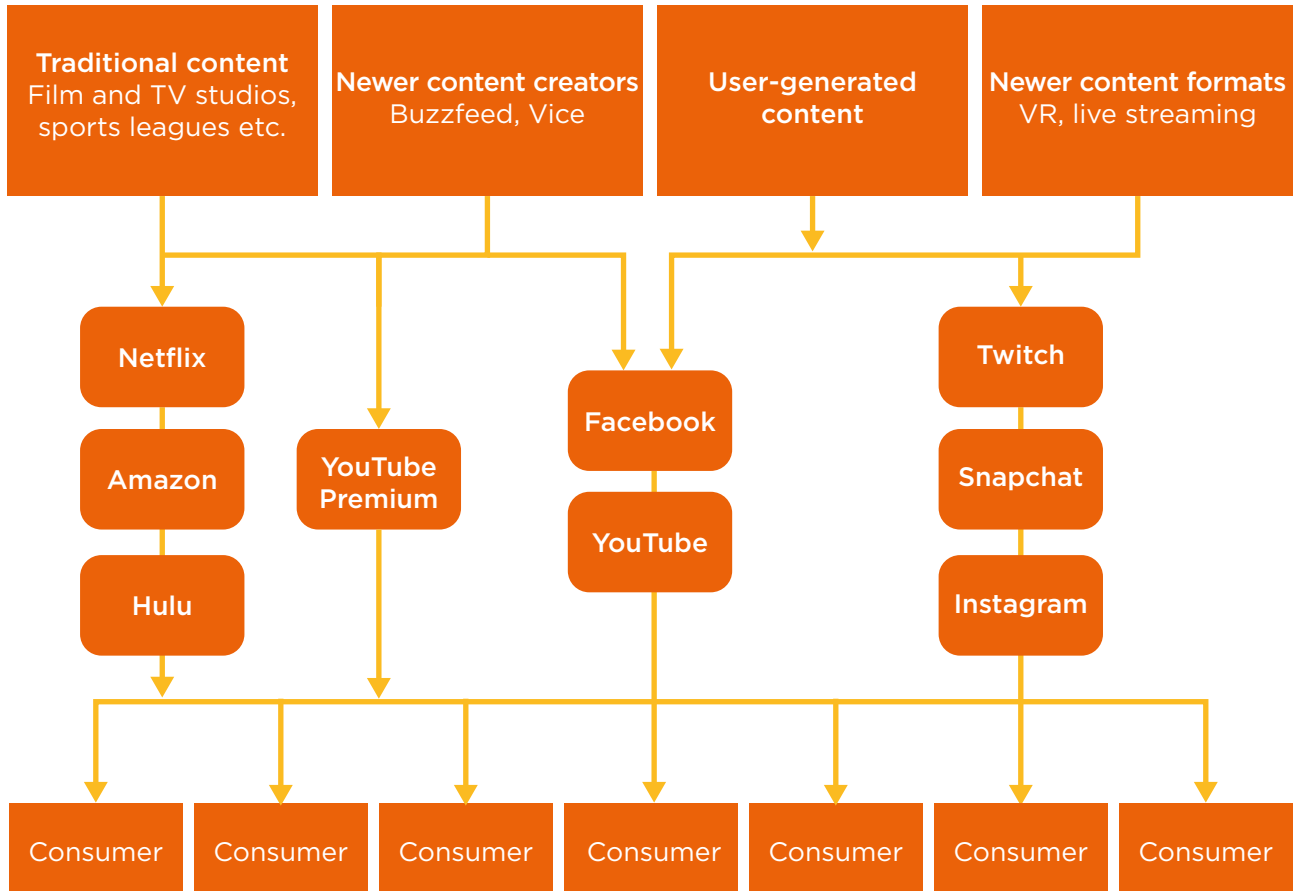 Traditional content
Film and TV studios,
sports leagues etc.
Newer content creators
Buzzfeed, Vice
User-generated
content
Newer content formats
VR, live streaming
Netflix
Amazon
Hulu
YouTube
Premium
Facebook
YouTube
Twitch
Snapchat
Instagram
Consumer
Consumer
Consumer
Consumer
Consumer
Consumer
Consumer